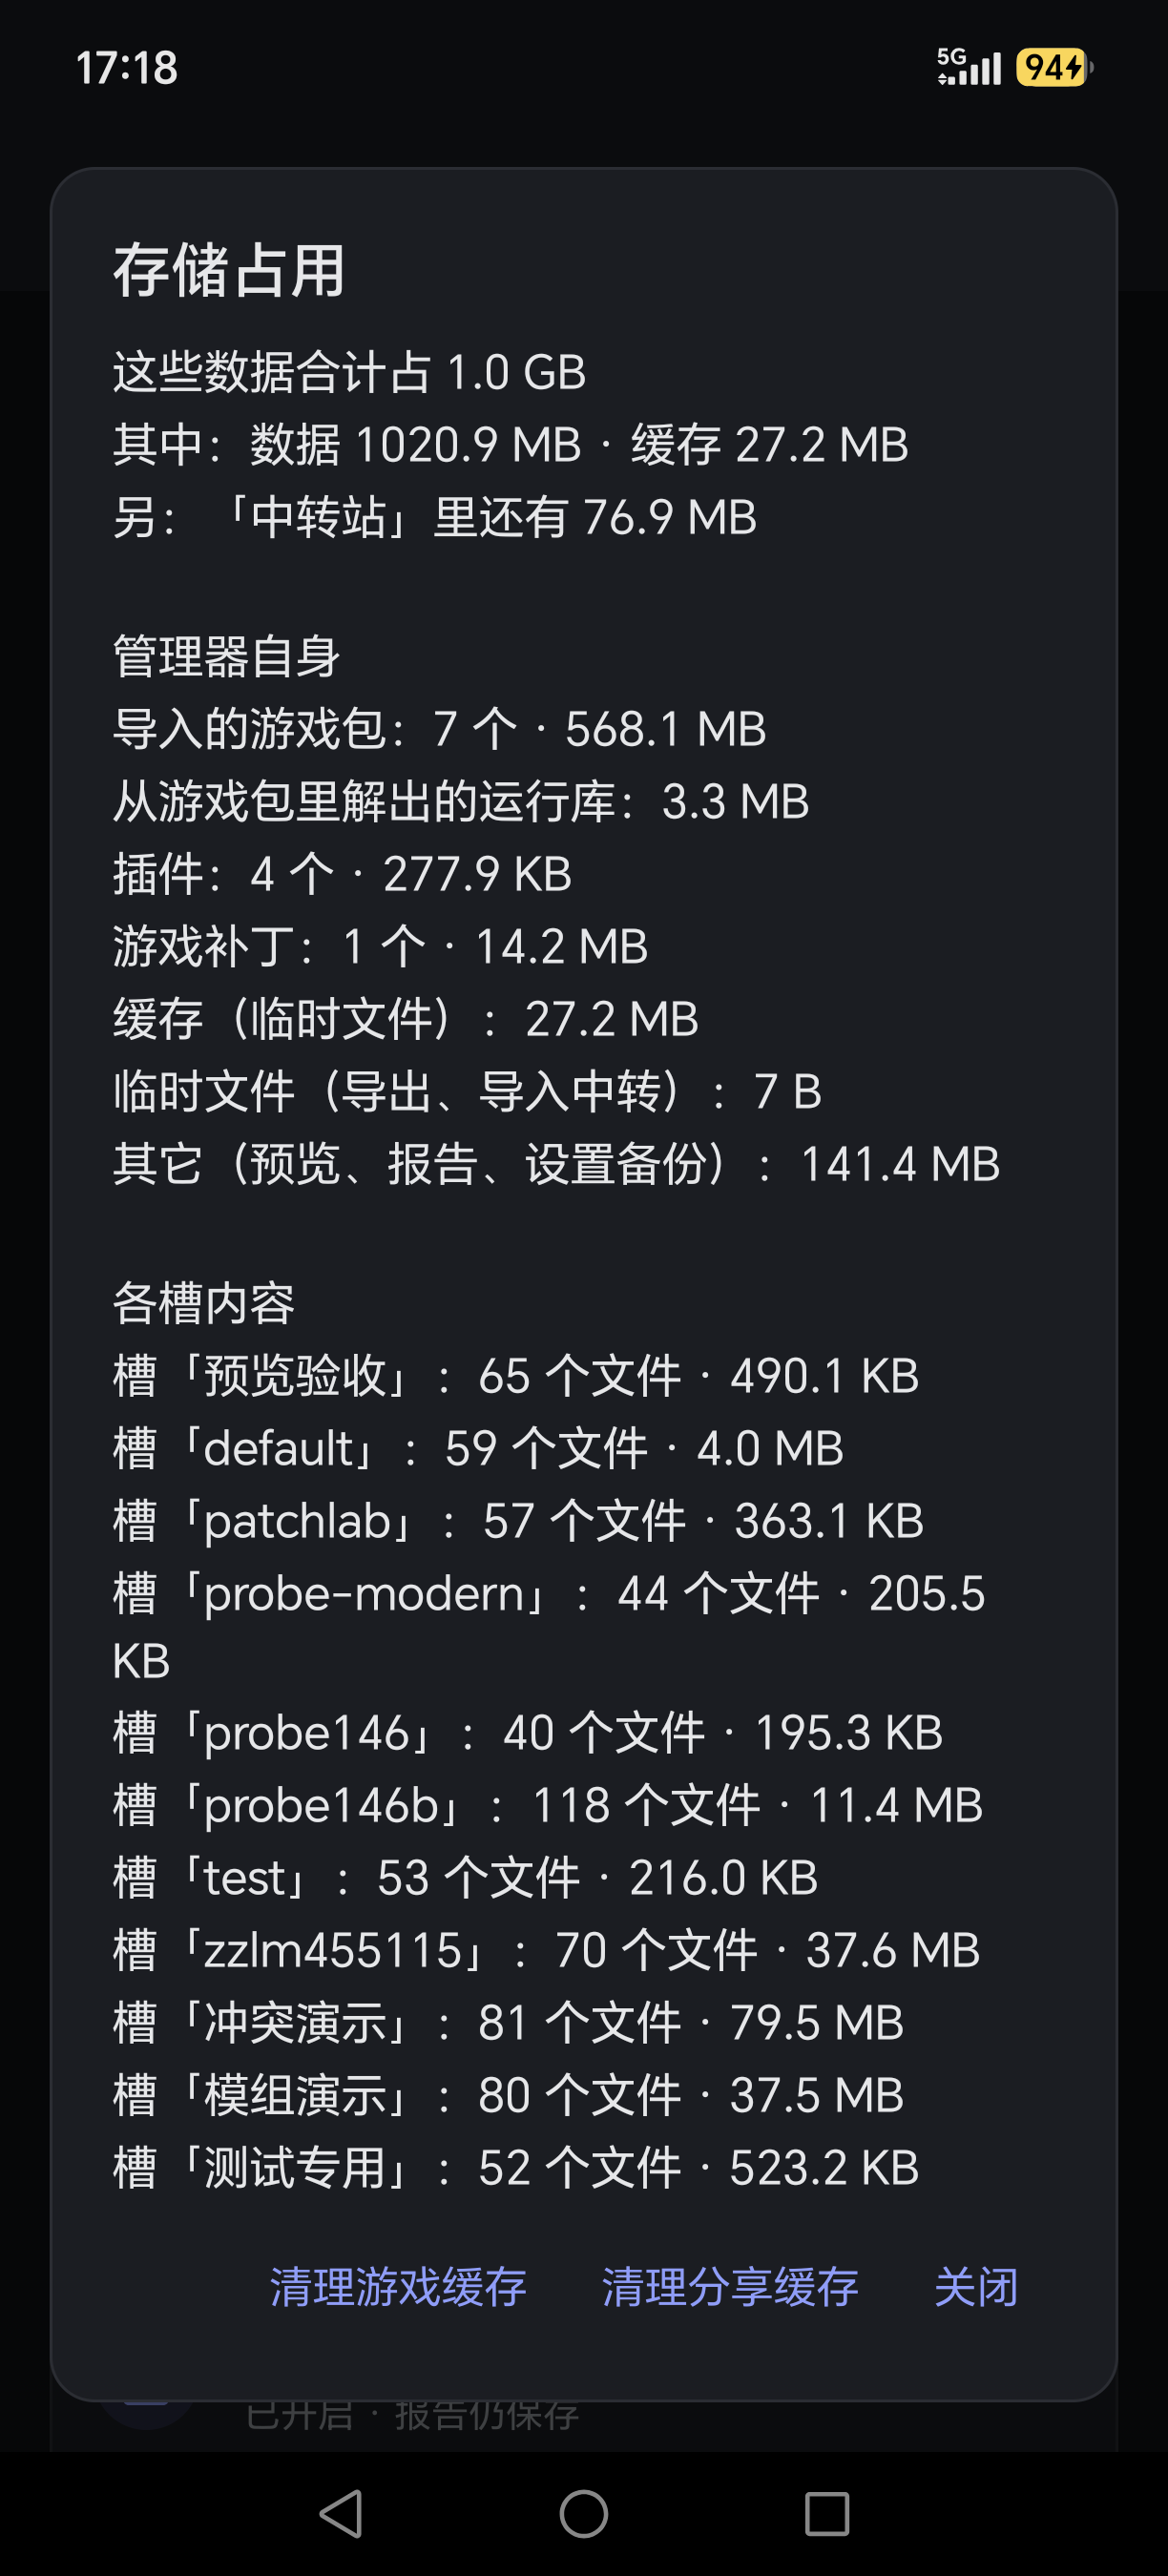 17:18
5G
94
存储占用
这些数据合计占 1.0 GB
其中：数据 1020.9 MB · 缓存 27.2 MB
另：「中转站」里还有 76.9 MB
管理器自身
导入的游戏包：7 个 · 568.1 MB
从游戏包里解出的运行库：3.3 MB
插件：4 个 · 277.9 KB
游戏补丁：1 个 · 14.2 MB
缓存（临时文件）：27.2 MB
临时文件（导出、导入中转）：7 B
其它（预览、报告、设置备份）：141.4 MB
各槽内容
槽「预览验收」：65 个文件 · 490.1 KB
槽「default」：59 个文件 · 4.0 MB
槽「patchlab」：57 个文件 · 363.1 KB
槽「probe-modern」：44 个文件 · 205.5
KB
槽「probe146」：40 个文件 · 195.3 KB
槽「probe146b」：118 个文件 · 11.4 MB
槽「test」：53 个文件 · 216.0 KB
槽「zzlm455115」：70 个文件 · 37.6 MB
槽「冲突演示」：81 个文件 · 79.5 MB
槽「模组演示」：80 个文件 · 37.5 MB
槽「测试专用」：52 个文件 · 523.2 KB
清理游戏缓存 清理分享缓存 关闭
已开启 · 报告仍保存